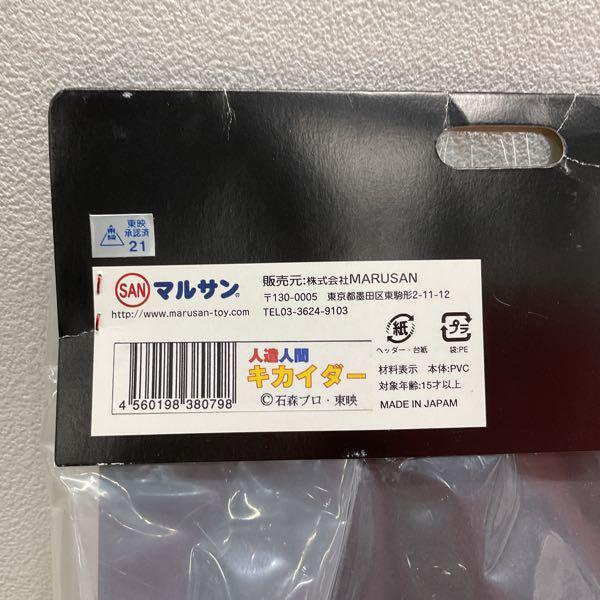 東映
東映
承認済
21
SAN マルサン®
http://www.marusan-toy.com
販売元:株式会社MARUSAN
〒130-0005 東京都墨田区東駒形2-11-12
TEL03-3624-9103
紙
プラ
ヘッダー・台紙
袋:PE
人造人間
キカイダー
©石森プロ・東映
4 560198 380798
材料表示 本体:PVC
対象年齢:15才以上
MADE IN JAPAM